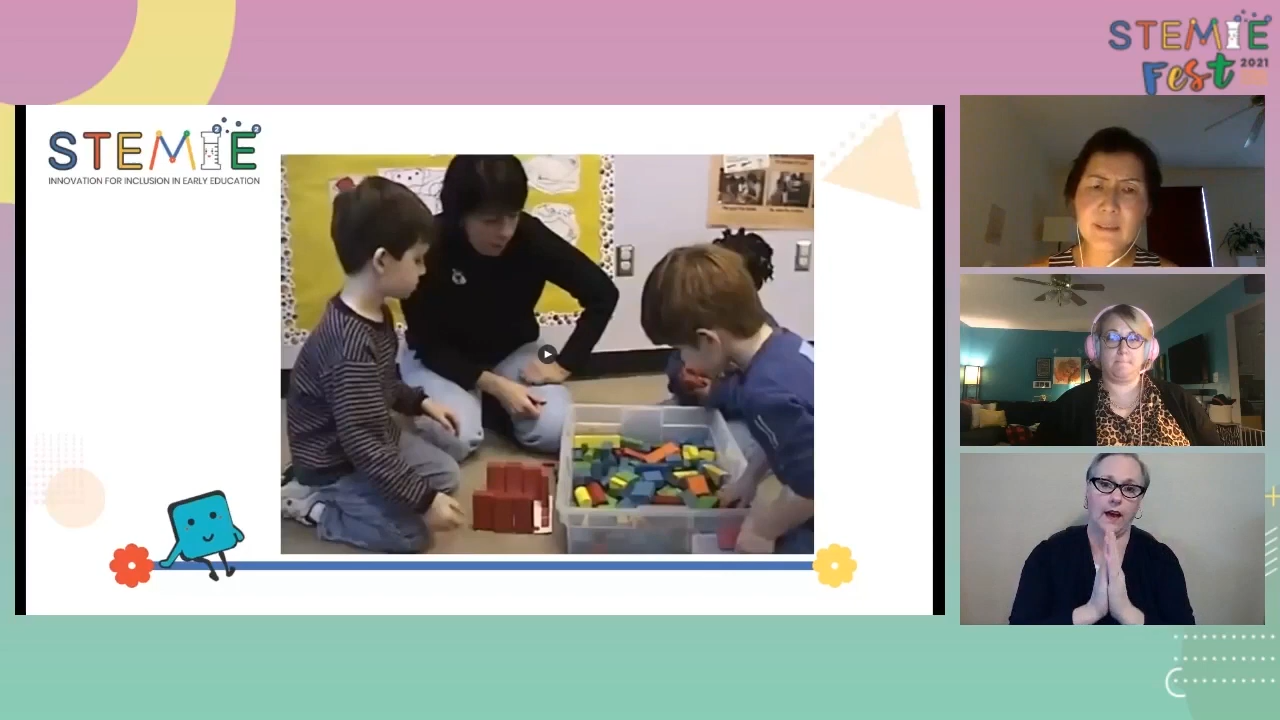 STEMIE
Fest 2021
STEMIE
INNOVATION FOR INCLUSION IN EARLY EDUCATION